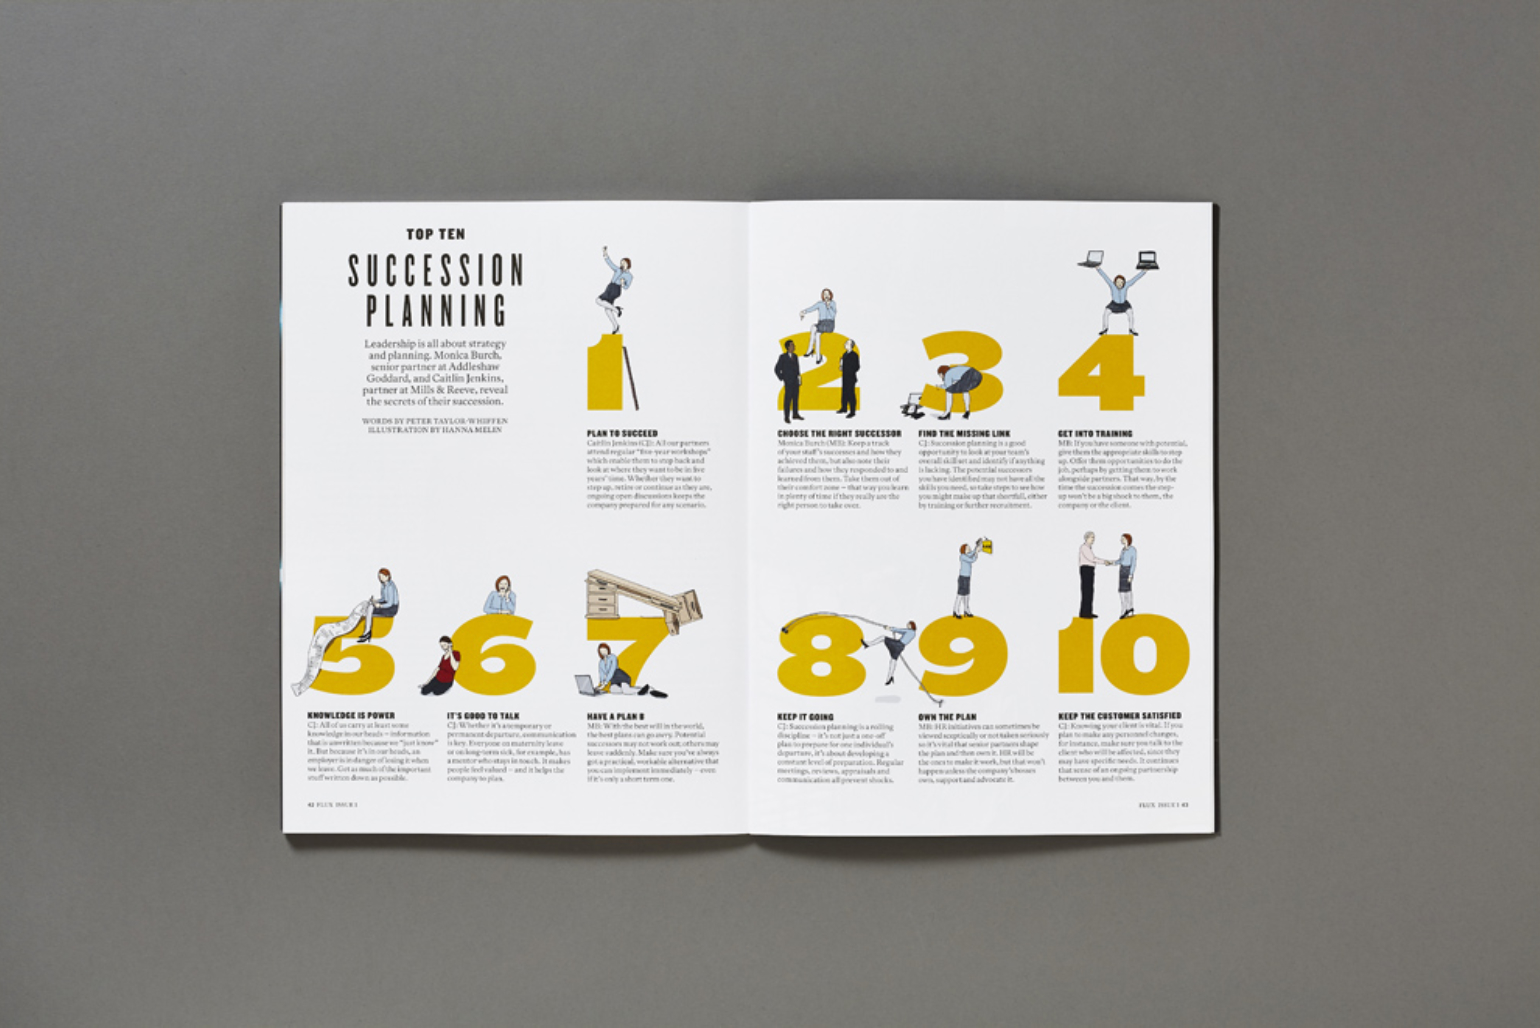 TOP TEN
SUCCESSION
PLANNING
Leadership is all about strategy
and planning. Monica Burch,
senior partner at Addleshaw
Goddard, and Caitlin Jenkins,
partner at Mills & Reeve, reveal
the secrets of their succession.
WORDS BY PETER TAYLOR-WHIFFEN
ILLUSTRATION BY HANNA MELIN
1
PLAN TO SUCCEED
Caitlin Jenkins (CJ): All our partners
attend regular “five-year workshops”
which enable them to step back and
look at where they want to be in five
years’ time. Whether they want to
step up, retire or continue as they are,
ongoing open discussions keeps the
company prepared for any scenario.
2
CHOOSE THE RIGHT SUCCESSOR
Monica Burch (MB): Keep a track
of your staff’s successes and how they
achieved them, but also note their
failures and how they responded to and
learned from them. Take them out of
their comfort zone – that way you learn
in plenty of time if they really are the
right person to take over.
3
FIND THE MISSING LINK
CJ: Succession planning is a good
opportunity to look at your team’s
overall skill set and identify if anything
is lacking. The potential successors
you have identified may not have all the
skills you need, so take steps to see how
you might make up that shortfall, either
by training or further recruitment.
4
GET INTO TRAINING
MB: If you have someone with potential,
give them the appropriate skills to step
up. Offer them opportunities to do the
job, perhaps by getting them to work
alongside partners. That way, by the
time the succession comes the step-
up won’t be a big shock to them, the
company or the client.
5
KNOWLEDGE IS POWER
CJ: All of us carry at least some
knowledge in our heads – information
that is unwritten because we “just know”
it. But because it’s in our heads, an
employer is in danger of losing it when
we leave. Get as much of the important
stuff written down as possible.
6
IT’S GOOD TO TALK
CJ: Whether it’s a temporary or
permanent departure, communication
is key. Everyone on maternity leave
or on long-term sick, for example, has
a mentor who stays in touch. It makes
people feel valued – and it helps the
company to plan.
7
HAVE A PLAN B
MB: With the best will in the world,
the best plans can go awry. Potential
successors may not work out; others may
leave suddenly. Make sure you’ve always
got a practical, workable alternative that
you can implement immediately – even
if it’s only a short term one.
8
KEEP IT GOING
CJ: Succession planning is a rolling
discipline – it’s not just a one-off
plan to prepare for one individual’s
departure, it’s about developing a
constant level of preparation. Regular
meetings, reviews, appraisals and
communication all prevent shocks.
9
OWN THE PLAN
MB: HR initiatives can sometimes be
viewed sceptically or not taken seriously
so it’s vital that senior partners shape
the plan and then own it. HR will be
the ones to make it work, but that won’t
happen unless the company’s bosses
own, support and advocate it.
10
KEEP THE CUSTOMER SATISFIED
CJ: Knowing your client is vital. If you
plan to make any personnel changes,
for instance, make sure you talk to the
client who will be affected, since they
may have specific needs. It continues
that sense of an ongoing partnership
between you and them.
42 FLUX ISSUE 1
FLUX ISSUE 1 43